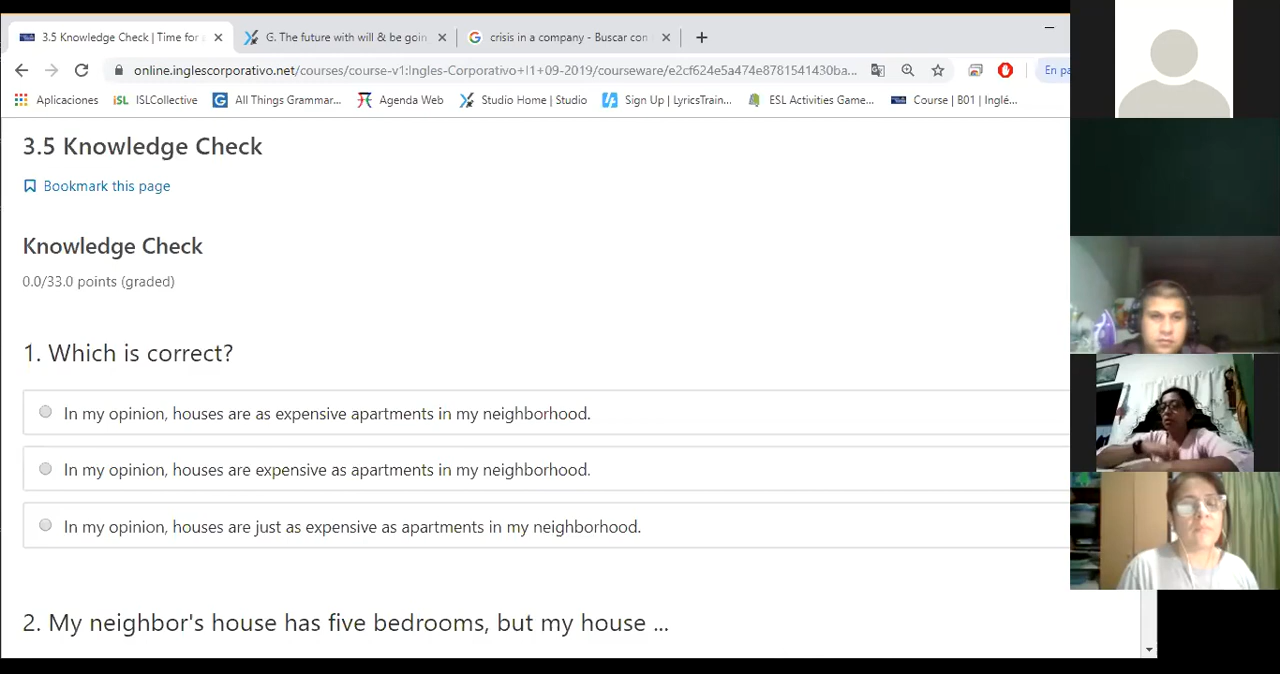 3.5 Knowledge Check | Time for a
G. The future with will & be goin
crisis in a company - Buscar con
online.inglescorporativo.net/courses/course-v1:Ingles-Corporativo+I1+09-2019/courseware/e2cf624e5a474e8781541430ba...
En pa
Aplicaciones
iSL ISLCollective
G All Things Grammar...
Agenda Web
Studio Home | Studio
Sign Up | LyricsTrain...
ESL Activities Game...
Course | B01 | Inglé...
3.5 Knowledge Check
Bookmark this page
Knowledge Check
0.0/33.0 points (graded)
1. Which is correct?
In my opinion, houses are as expensive apartments in my neighborhood.
In my opinion, houses are expensive as apartments in my neighborhood.
In my opinion, houses are just as expensive as apartments in my neighborhood.
2. My neighbor's house has five bedrooms, but my house ...